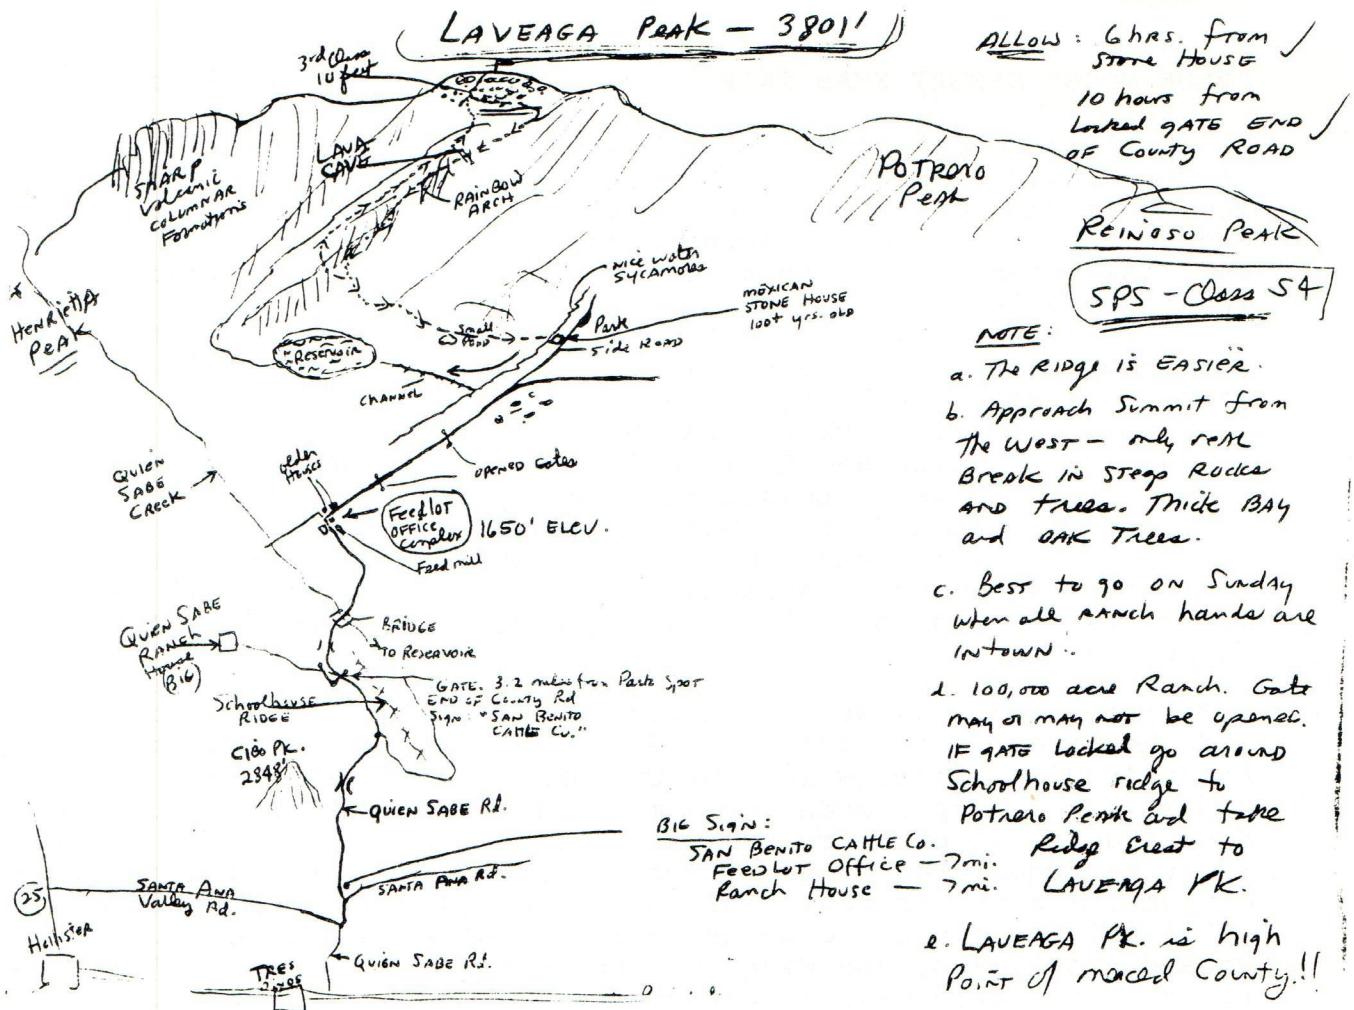 LAVEAGA PEAK — 3801'
ALLOW: 6 hrs. from
STONE HOUSE
10 hours from
Locked GATE END
OF County ROAD
3rd Class
10 feet
LAVA
CAVE
SHARP
Volcanic
COLUMNAR
Formations
RAINBOW
ARCH
POTRERO
PEAK
REINOSO PEAK
SPS - Class S4
HENRIETTA
PEAK
NICE WATER
SYCAMORES
MEXICAN
STONE HOUSE
100+ yrs. OLD
Small
POND
Park
Side ROAD
RESERVOIR
CHANNEL
NOTE:
a. The RIDGE is EASIER.
b. Approach Summit from
the WEST — only real
Break in STEEP ROCKS
AND trees. Thick BAY
and OAK Trees.
c. BEST to go ON SUNDAY
when all RANCH hands are
IN TOWN.
d. 100,000 acre Ranch. Gate
MAY or MAY not be opened.
IF gATE Locked go around
Schoolhouse ridge to
Potrero Peak and take
Ridge Crest to
LAVEAGA PK.
e. LAVEAGA PK. is high
Point of Merced County!!
QUIEN
SABE
CREEK
older
Houses
OPENED Gates
FeedLOT
OFFICE
Complex
1650' ELEV.
Feed mill
QUIEN SABE
RANCH
House
(BIG)
BRIDGE
TO RESERVOIR
GATE. 3.2 miles from Park Spot
END OF County Rd
Sign: "SAN BENITO
CATTLE Co."
Schoolhouse
RIDGE
CIBO PK.
2848'
QUIEN SABE Rd.
BIG Sign:
SAN BENITO CATTLE Co.
FEEDLOT Office — 7 mi.
Ranch House — 7 mi.
SANTA ANA
Valley Rd.
SANTA ANA Rd.
25
Hollister
QUIEN SABE Rd.
TRES
PINOS